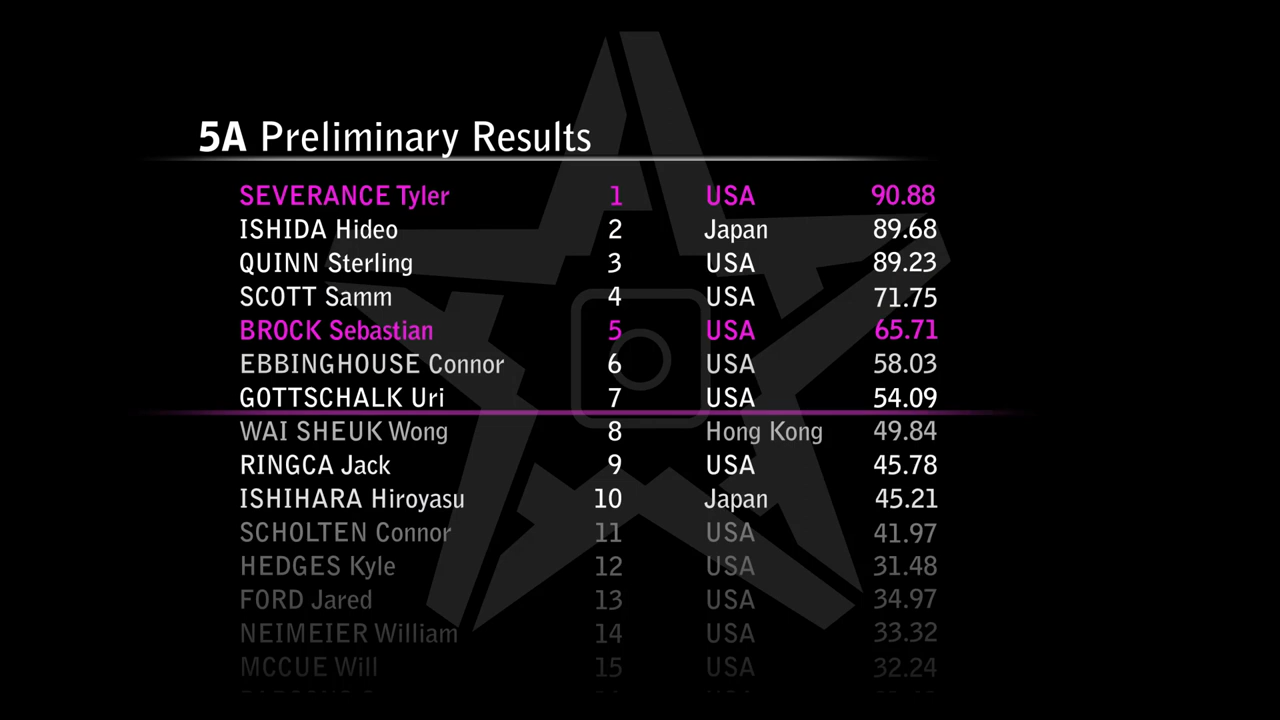 5A Preliminary Results
SEVERANCE Tyler 1 USA 90.88
ISHIDA Hideo 2 Japan 89.68
QUINN Sterling 3 USA 89.23
SCOTT Samm 4 USA 71.75
BROCK Sebastian 5 USA 65.71
EBBINGHOUSE Connor 6 USA 58.03
GOTTSCHALK Uri 7 USA 54.09
WAI SHEUK Wong 8 Hong Kong 49.84
RINGCA Jack 9 USA 45.78
ISHIHARA Hiroyasu 10 Japan 45.21
SCHOLTEN Connor 11 USA 41.97
HEDGES Kyle 12 USA 31.48
FORD Jared 13 USA 34.97
NEIMEIER William 14 USA 33.32
MCCUE Will 15 USA 32.24